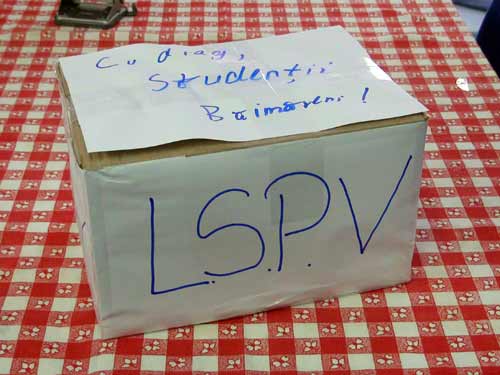 Cu drag,
Studenții
Băimăreni!
L.S.P.V